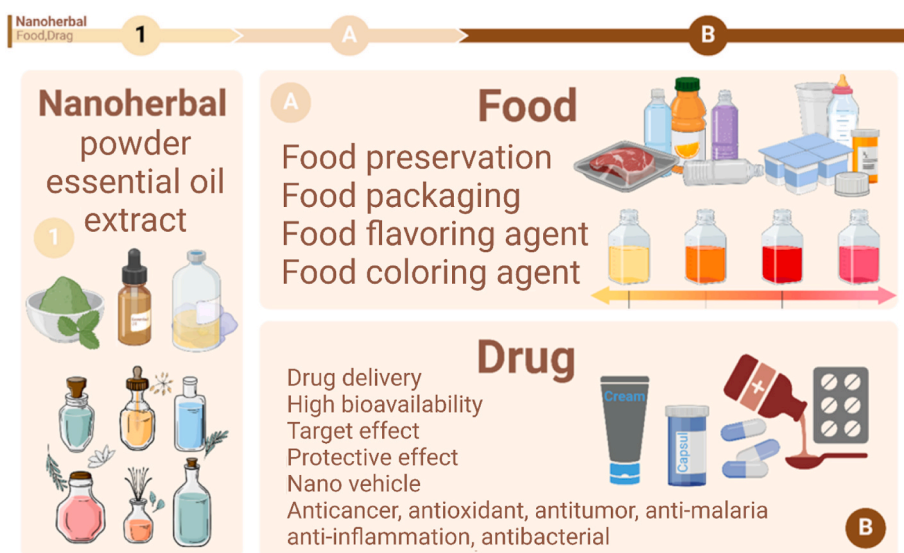 Nanoherbal
Food,Drag
1
A
B
Nanoherbal
powder
essential oil
extract
1
A
Food
Food preservation
Food packaging
Food flavoring agent
Food coloring agent
Drug
Drug delivery
High bioavailability
Target effect
Protective effect
Nano vehicle
Anticancer, antioxidant, antitumor, anti-malaria
anti-inflammation, antibacterial
Cream
Capsul
B